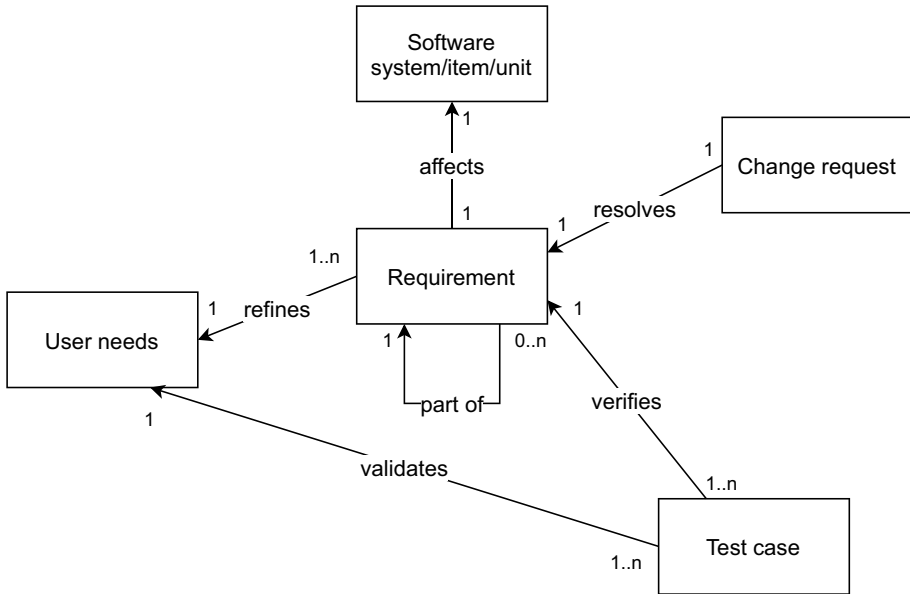 Software
system/item/unit
1
affects
1
Change request
1
resolves
1
1..n
Requirement
1
refines
User needs
1
0..n
1
part of
verifies
1
validates
1..n
Test case
1..n